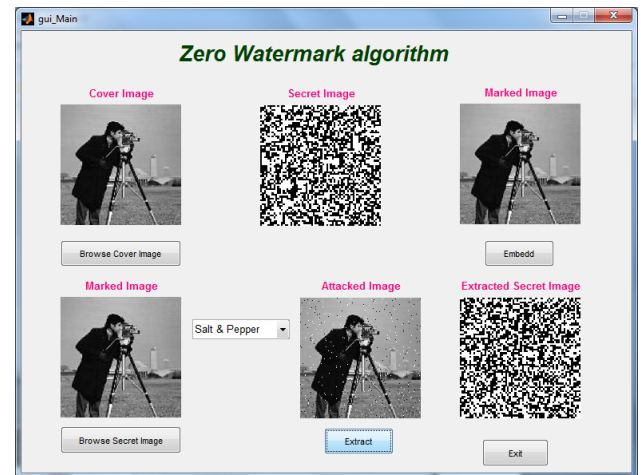 gui_Main
Zero Watermark algorithm
Cover Image
Secret Image
Marked Image
Browse Cover Image
Embedd
Marked Image
Attacked Image
Extracted Secret Image
Salt & Pepper
Browse Secret Image
Extract
Exit